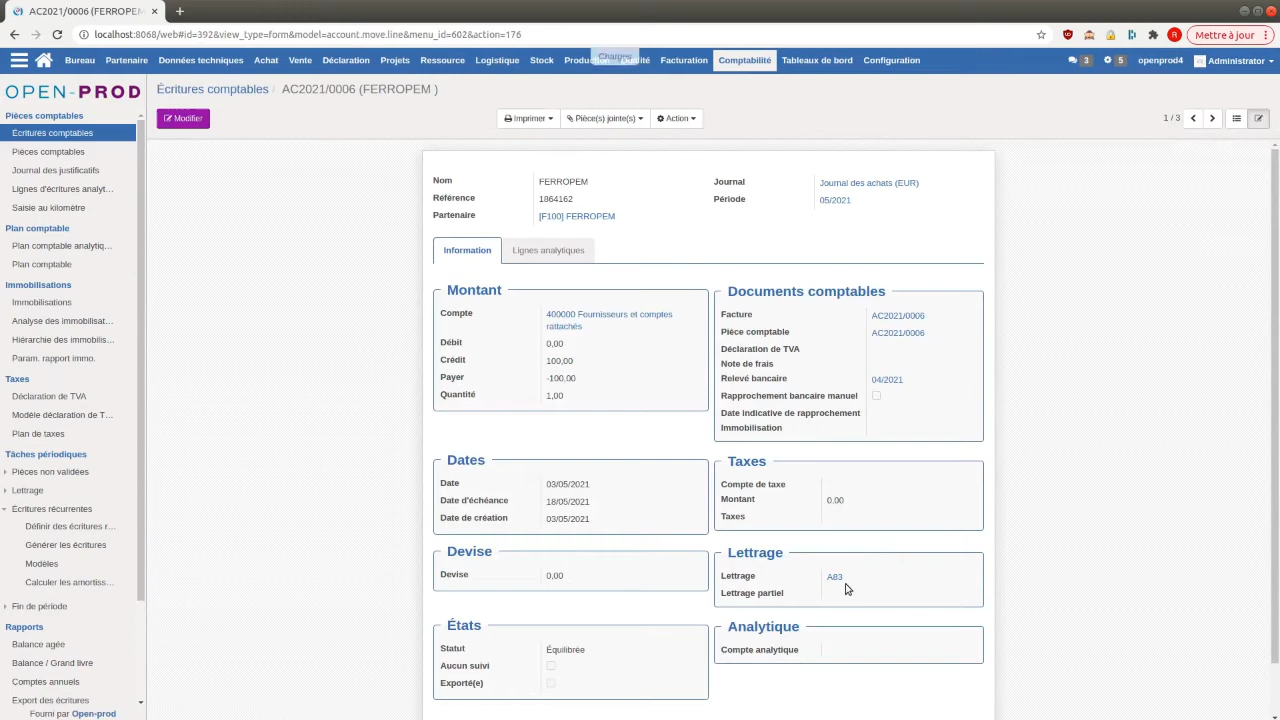 AC2021/0006 (FERROPEM
localhost:8068/web#id=392&view_type=form&model=account.move.line&menu_id=602&action=176
R
Mettre à jour
Bureau Partenaire Données techniques Achat Vente Déclaration Projets Ressource Logistique Stock Facturation Comptabilité Tableaux de bord Configuration
3 5 openprod4 Administrator
OPEN-PROD
Écritures comptables / AC2021/0006 (FERROPEM )
Modifier
Imprimer
Pièce(s) jointe(s)
Action
1 / 3
Pièces comptables
Écritures comptables
Pièces comptables
Journal des justificatifs
Lignes d'écritures analyt...
Saisie au kilomètre
Plan comptable
Plan comptable analytiq...
Plan comptable
Immobilisations
Immobilisations
Analyse des immobilisat...
Hiérarchie des immobilis...
Param. rapport immo.
Taxes
Déclaration de TVA
Modèle déclaration de T...
Plan de taxes
Tâches périodiques
Pièces non validées
Lettrage
Écritures récurrentes
Définir des écritures r...
Générer les écritures
Modèles
Calculer les amortiss...
Fin de période
Rapports
Balance agée
Balance / Grand livre
Comptes annuels
Export des écritures
Fourni par Open-prod
Nom FERROPEM
Référence 1864162
Partenaire [F100] FERROPEM
Journal Journal des achats (EUR)
Période 05/2021
Information
Lignes analytiques
Montant
Compte 400000 Fournisseurs et comptes
rattachés
Débit 0,00
Crédit 100,00
Payer -100,00
Quantité 1,00
Documents comptables
Facture AC2021/0006
Pièce comptable AC2021/0006
Déclaration de TVA
Note de frais
Relevé bancaire 04/2021
Rapprochement bancaire manuel
Date indicative de rapprochement
Immobilisation
Dates
Date 03/05/2021
Date d'échéance 18/05/2021
Date de création 03/05/2021
Taxes
Compte de taxe
Montant 0.00
Taxes
Devise
Devise 0,00
Lettrage
Lettrage A83
Lettrage partiel
États
Statut Équilibrée
Aucun suivi
Exporté(e)
Analytique
Compte analytique